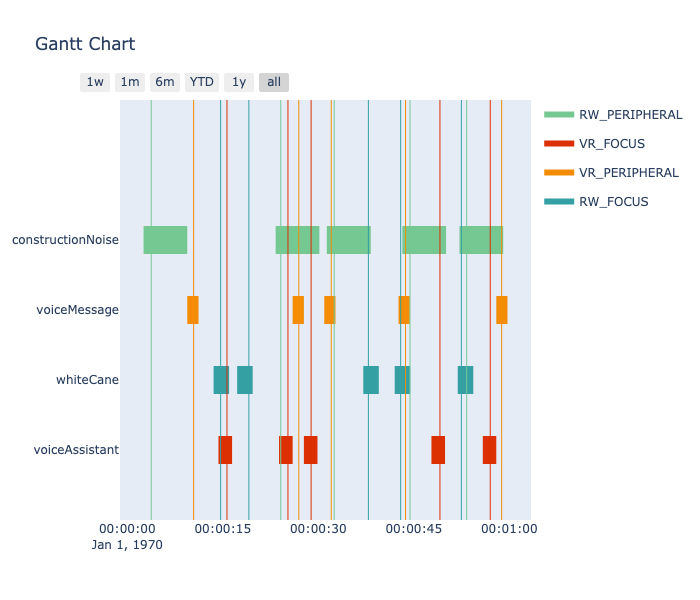 Gantt Chart
1w 1m 6m YTD 1y all
RW_PERIPHERAL
VR_FOCUS
VR_PERIPHERAL
RW_FOCUS
constructionNoise
voiceMessage
whiteCane
voiceAssistant
00:00:00 00:00:15 00:00:30 00:00:45 00:01:00
Jan 1, 1970